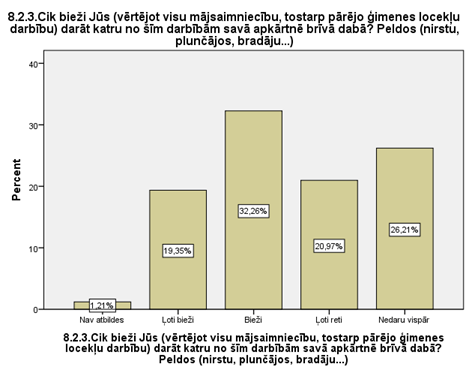 8.2.3.Cik bieži Jūs (vērtējot visu mājsaimniecību, tostarp pārējo ģimenes locekļu
darbību) darāt katru no šīm darbībām savā apkārtnē brīvā dabā? Peldos (nirstu,
plunčājos, bradāju...)
40
30
20
10
0
Percent
1,21%
19,35%
32,26%
20,97%
26,21%
Nav atbildes
Ļoti bieži
Bieži
Ļoti reti
Nedaru vispār
8.2.3.Cik bieži Jūs (vērtējot visu mājsaimniecību, tostarp pārējo ģimenes
locekļu darbību) darāt katru no šīm darbībām savā apkārtnē brīvā dabā?
Peldos (nirstu, plunčājos, bradāju...)